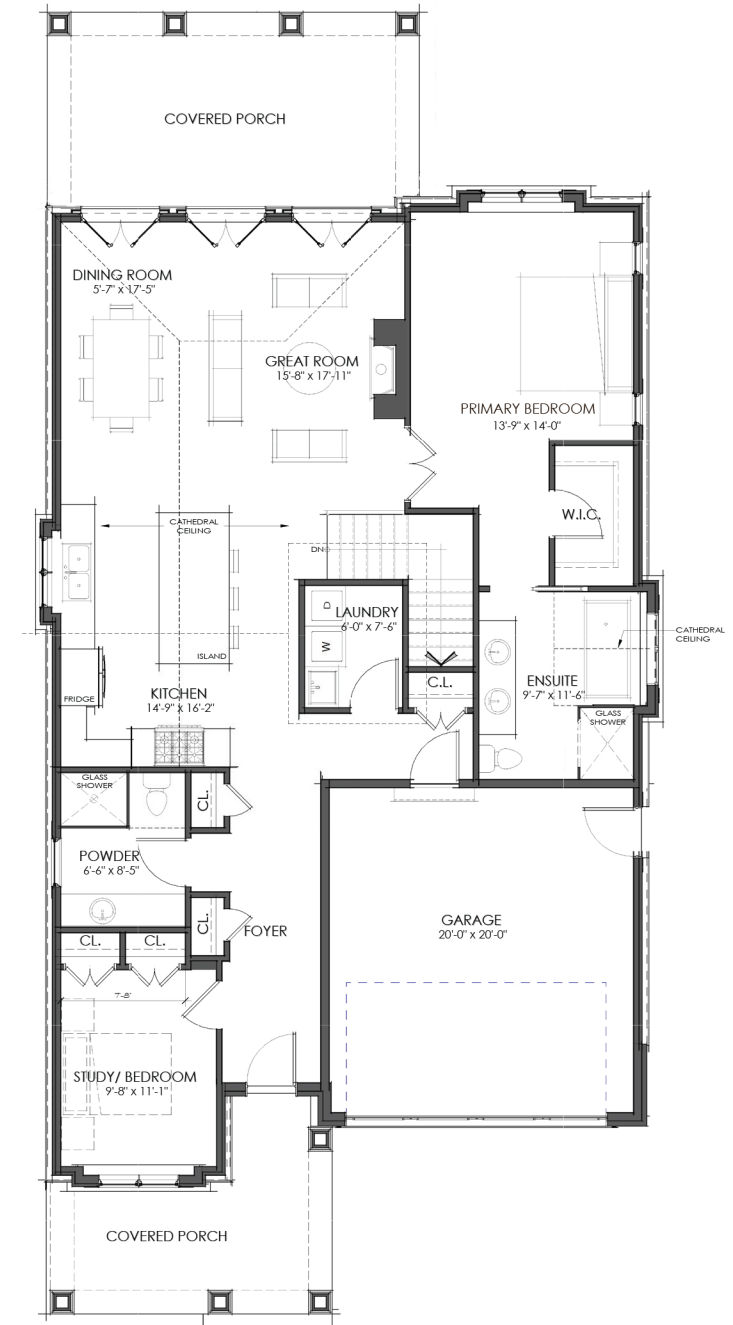 COVERED PORCH
DINING ROOM
5'-7" x 17'-5"
GREAT ROOM
15'-8" x 17'-11"
PRIMARY BEDROOM
13'-9" x 14'-0"
W.I.C.
CATHEDRAL
CEILING
DN
D
W
LAUNDRY
6'-0" x 7'-6"
CATHEDRAL
CEILING
ISLAND
C.L.
ENSUITE
9'-7" x 11'-6"
FRIDGE
KITCHEN
14'-9" x 16'-2"
GLASS
SHOWER
GLASS
SHOWER
CL.
POWDER
6'-6" x 8'-5"
CL.
FOYER
GARAGE
20'-0" x 20'-0"
CL.
CL.
7'-8"
STUDY/ BEDROOM
9'-8" x 11'-1"
COVERED PORCH